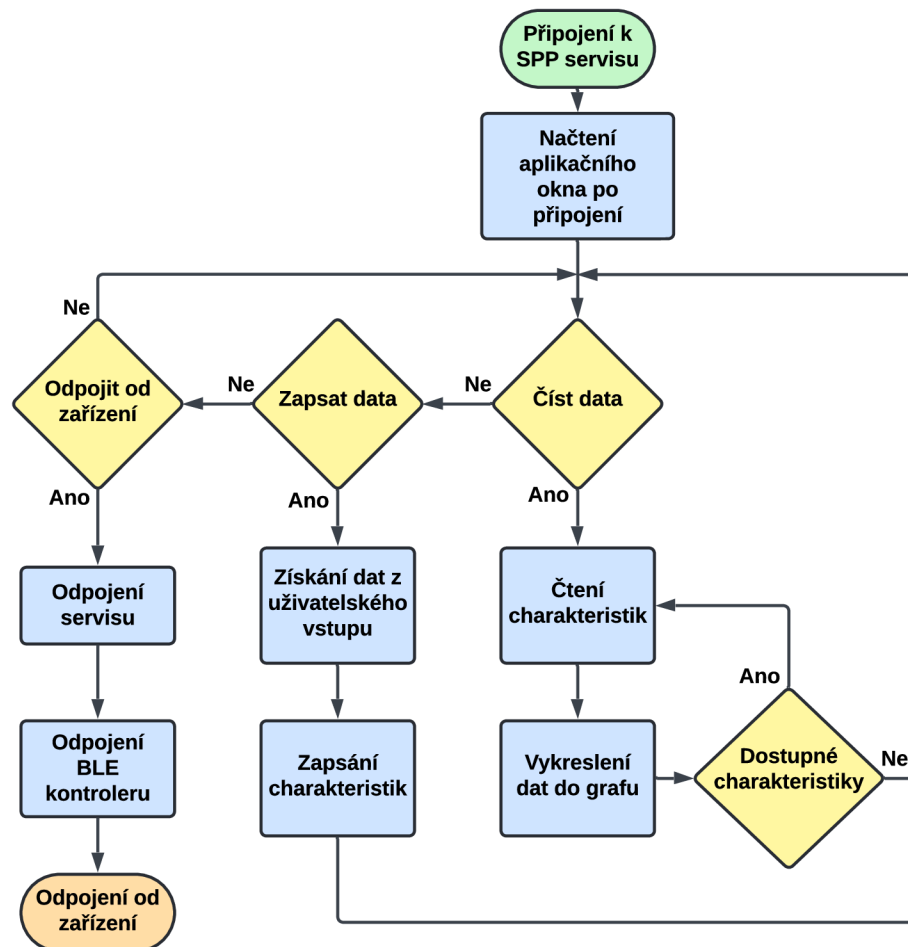 Připojení k
SPP servisu
Načtení
aplikačního
okna po
připojení
Ne
Odpojit od
zařízení
Ne
Zapsat data
Ne
Číst data
Ano
Ano
Ano
Odpojení
servisu
Získání dat z
uživatelského
vstupu
Čtení
charakteristik
Ano
Odpojení
BLE
kontroleru
Zapsání
charakteristik
Vykreslení
dat do grafu
Dostupné
charakteristiky
Ne
Odpojení od
zařízení